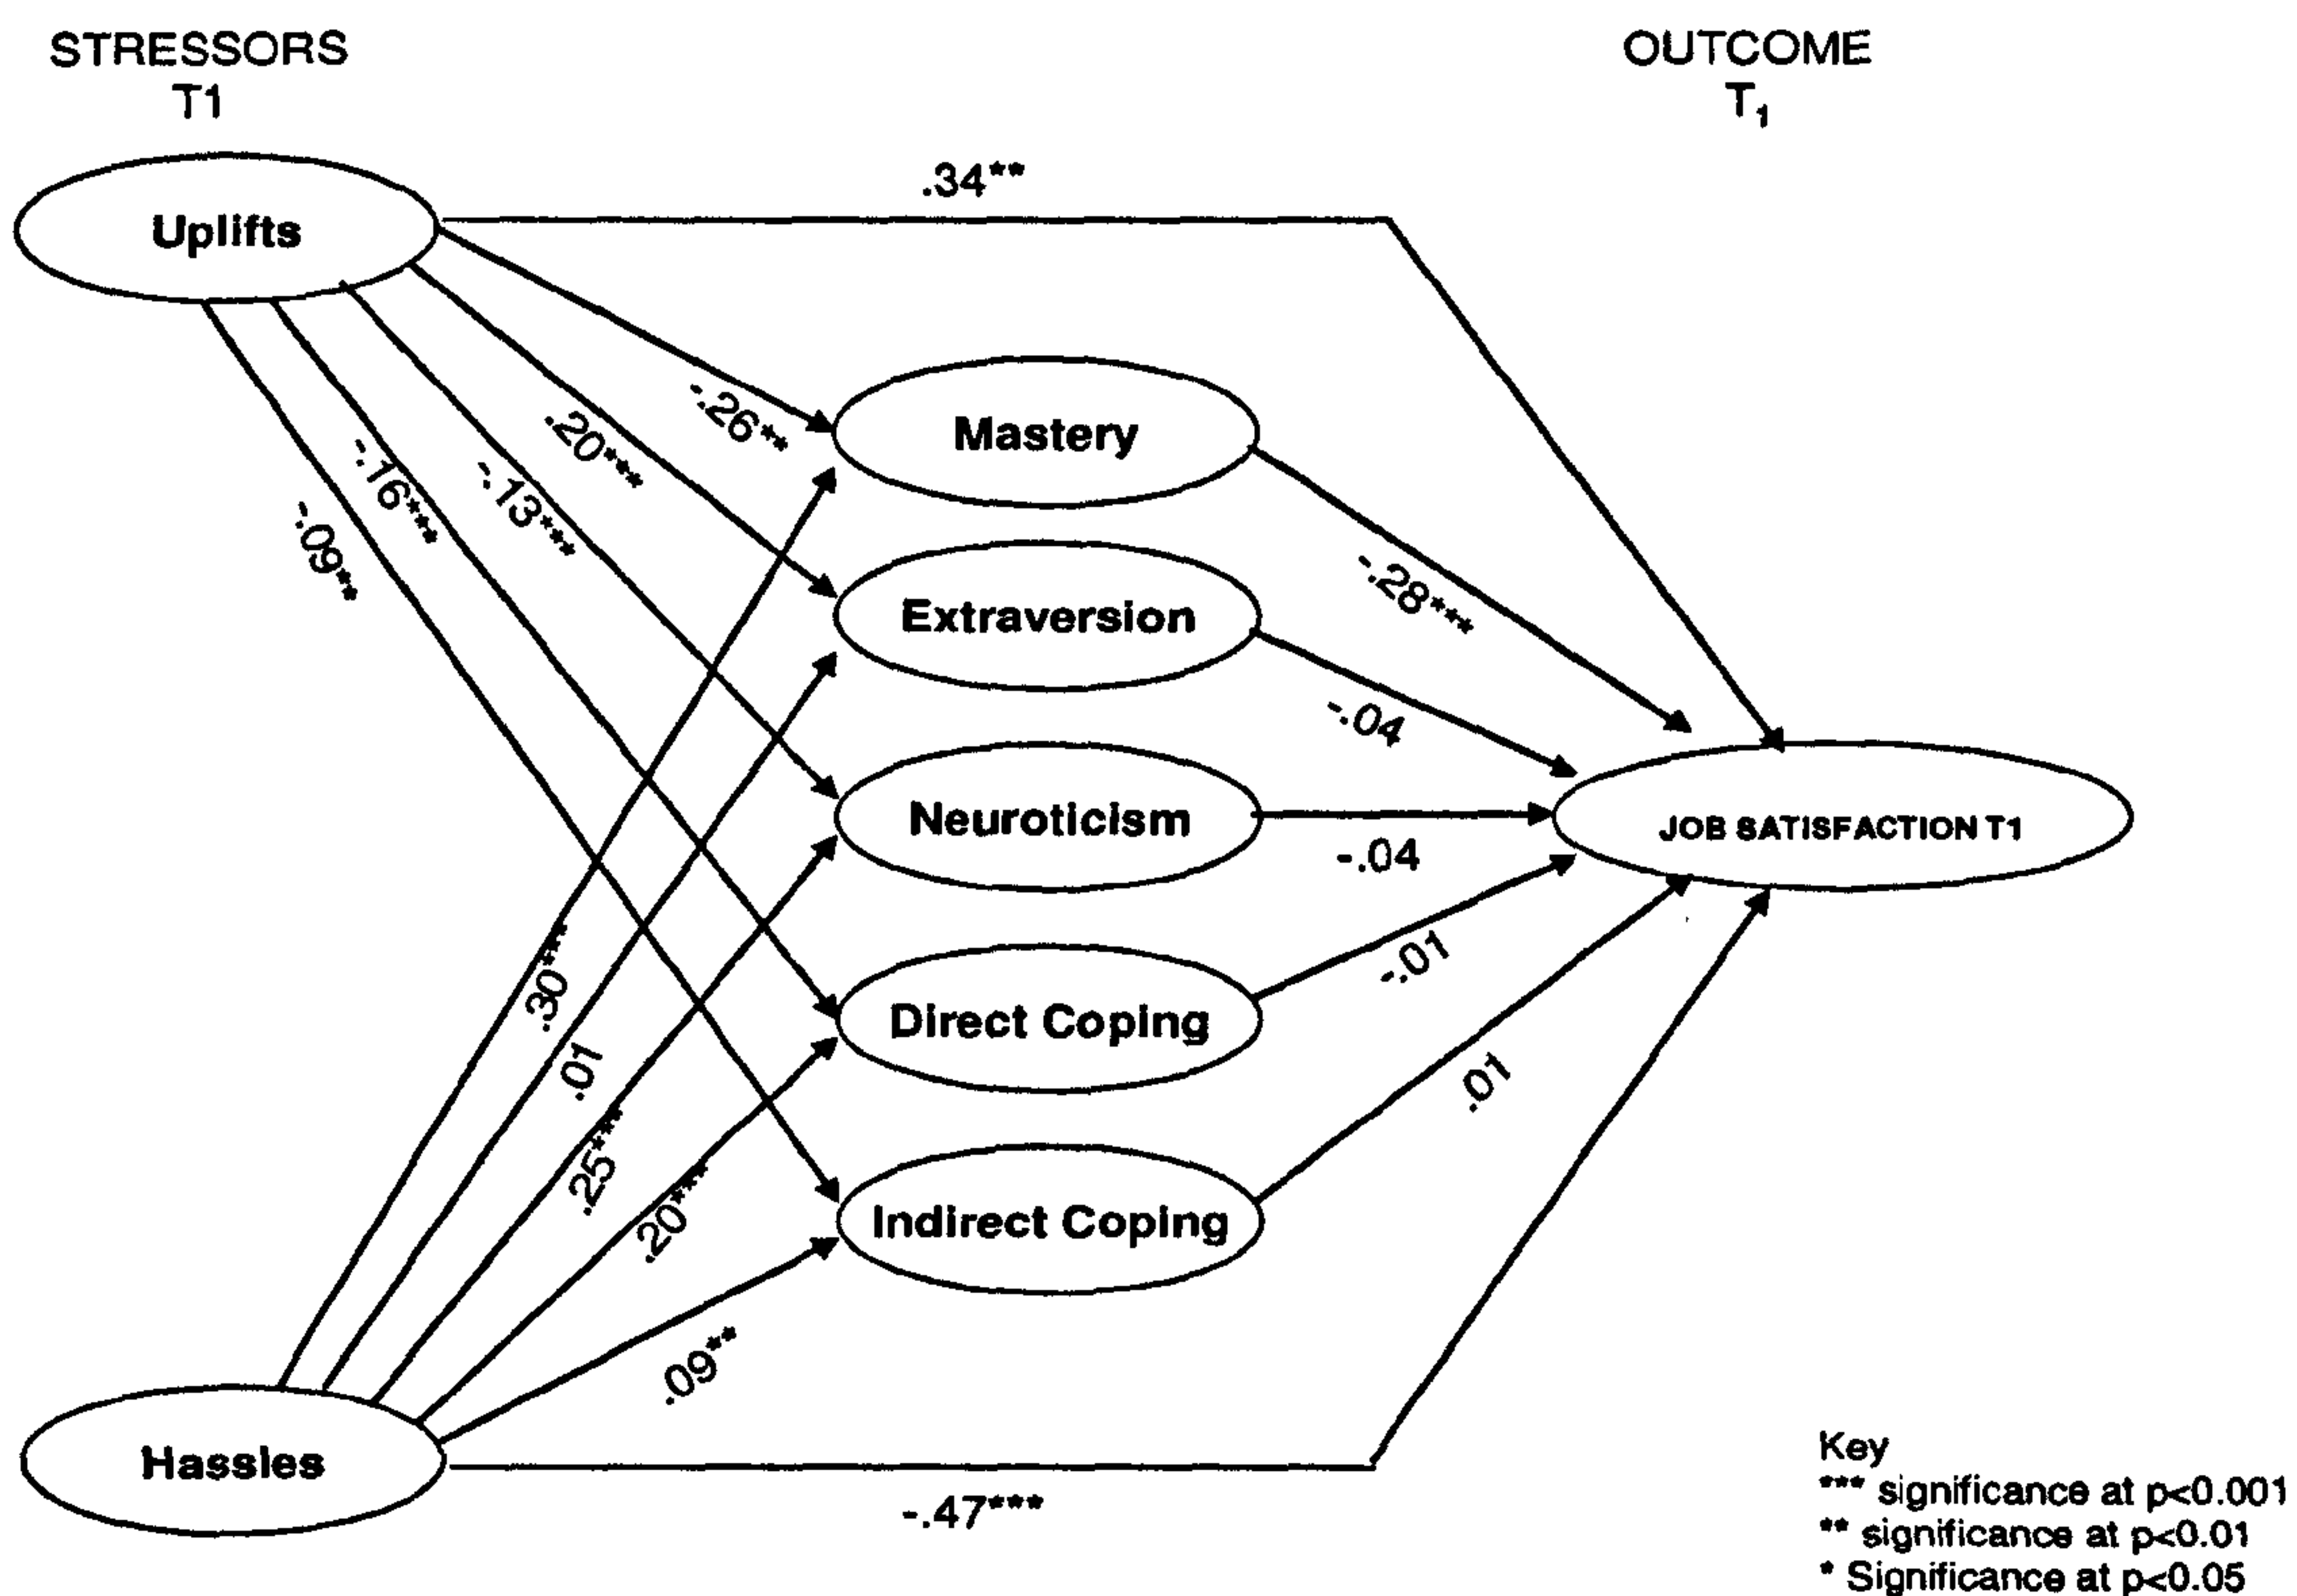 STRESSORS
T1
OUTCOME
T1
.34**
Uplifts
-.26**
.20***
-.13***
-.16***
-.09**
Mastery
-.28***
Extraversion
-.04
Neuroticism
-.04
JOB SATISFACTION T1
Direct Coping
-.01
Indirect Coping
.01
.30***
.01
.25***
.20***
.09**
Hassles
-.47***
Key
*** significance at p<0.001
** significance at p<0.01
* Significance at p<0.05